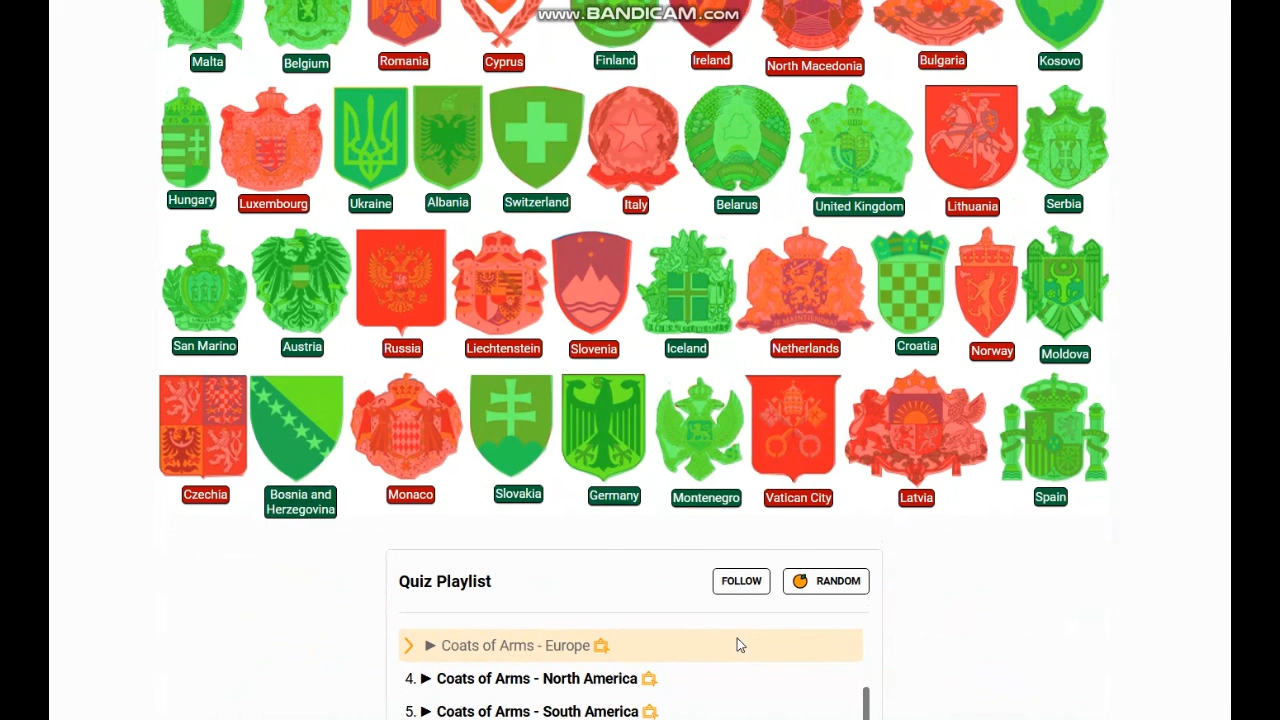 www.BANDICAM.com
Malta
Belgium
Romania
Cyprus
Finland
Ireland
North Macedonia
Bulgaria
Kosovo
Hungary
Luxembourg
Ukraine
Albania
Switzerland
Italy
Belarus
United Kingdom
Lithuania
Serbia
San Marino
Austria
Russia
Liechtenstein
Slovenia
Iceland
Netherlands
Croatia
Norway
Moldova
Czechia
Bosnia and
Herzegovina
Monaco
Slovakia
Germany
Montenegro
Vatican City
Latvia
Spain
Quiz Playlist
FOLLOW
RANDOM
Coats of Arms - Europe
4. ► Coats of Arms - North America
5. ► Coats of Arms - South America